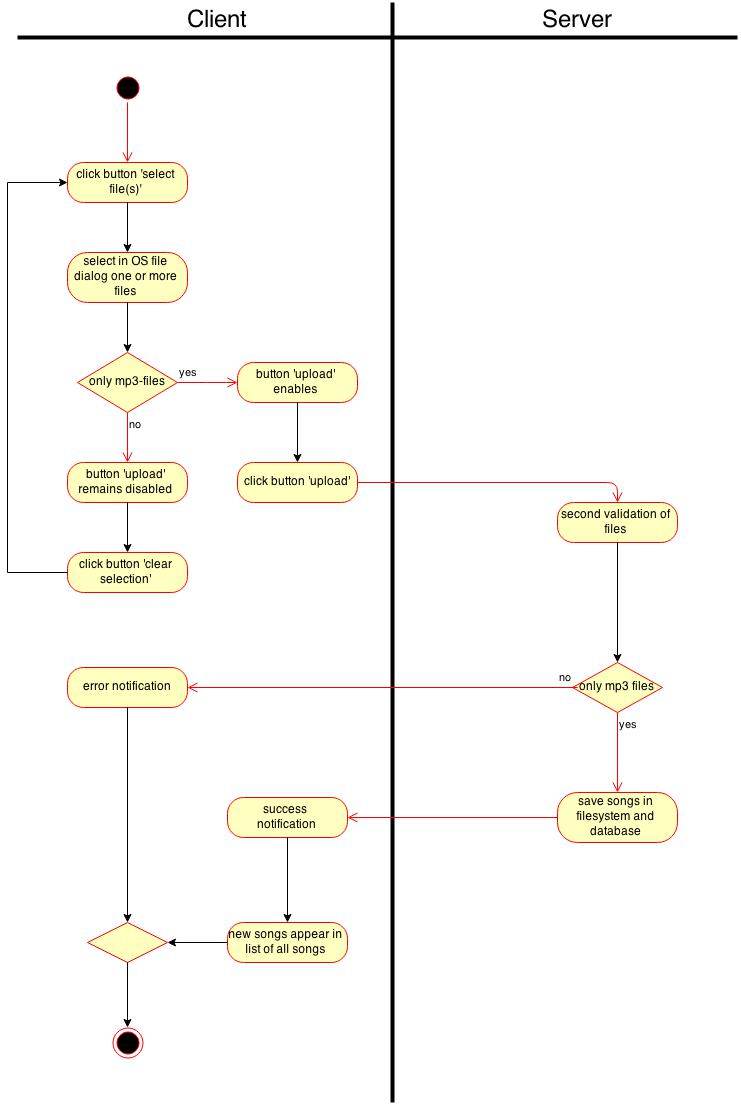 Client
Server
click button 'select
file(s)'
select in OS file
dialog one or more
files
only mp3-files
yes
button 'upload'
enables
no
button 'upload'
remains disabled
click button 'upload'
second validation of
files
click button 'clear
selection'
error notification
no
only mp3 files
yes
success
notification
save songs in
filesystem and
database
new songs appear in
list of all songs